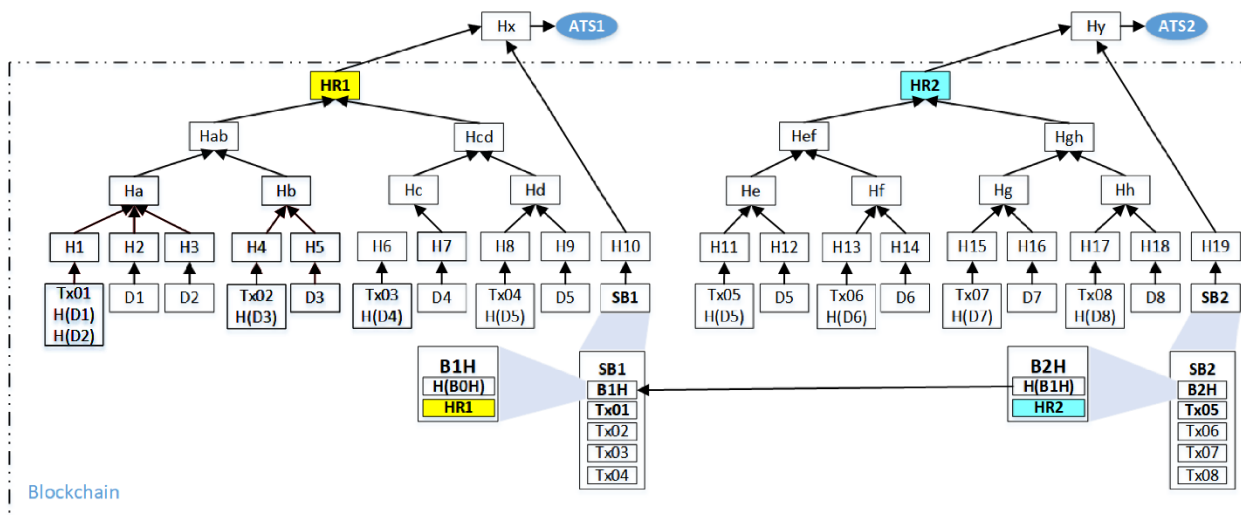 Hx
ATS1
Hy
ATS2
HR1
HR2
Hab
Hcd
Hef
Hgh
Ha
Hb
Hc
Hd
He
Hf
Hg
Hh
H1
H2
H3
H4
H5
H6
H7
H8
H9
H10
H11
H12
H13
H14
H15
H16
H17
H18
H19
Tx01
H(D1)
H(D2)
D1
D2
Tx02
H(D3)
D3
Tx03
H(D4)
D4
Tx04
H(D5)
D5
SB1
Tx05
H(D5)
D5
Tx06
H(D6)
D6
Tx07
H(D7)
D7
Tx08
H(D8)
D8
SB2
B1H
H(B0H)
HR1
SB1
B1H
Tx01
Tx02
Tx03
Tx04
B2H
H(B1H)
HR2
SB2
B2H
Tx05
Tx06
Tx07
Tx08
Blockchain